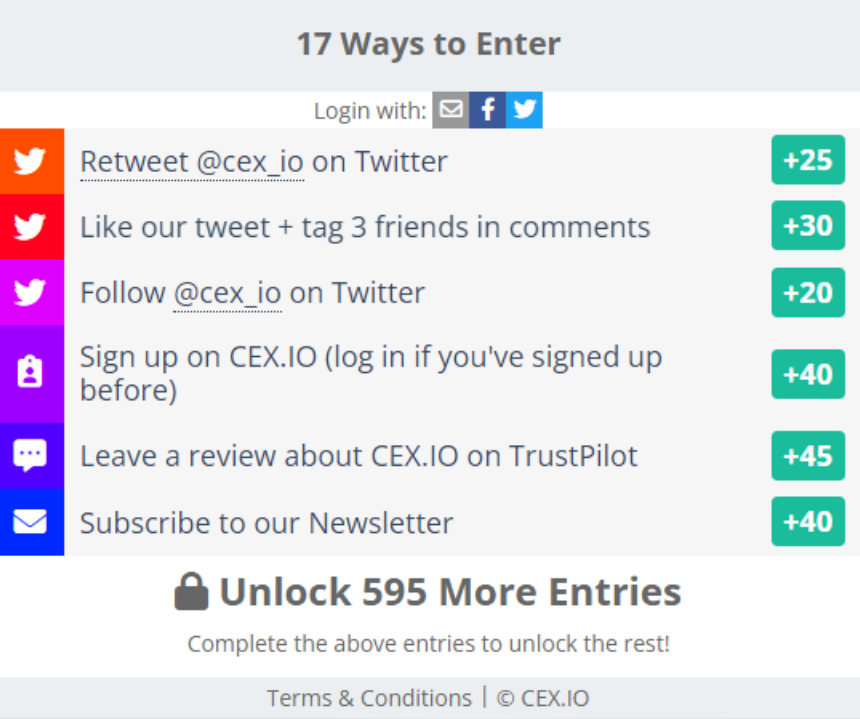 17 Ways to Enter
Login with:
Retweet @cex_io on Twitter
+25
Like our tweet + tag 3 friends in comments
+30
Follow @cex_io on Twitter
+20
Sign up on CEX.IO (log in if you've signed up
before)
+40
Leave a review about CEX.IO on TrustPilot
+45
Subscribe to our Newsletter
+40
Unlock 595 More Entries
Complete the above entries to unlock the rest!
Terms & Conditions | © CEX.IO